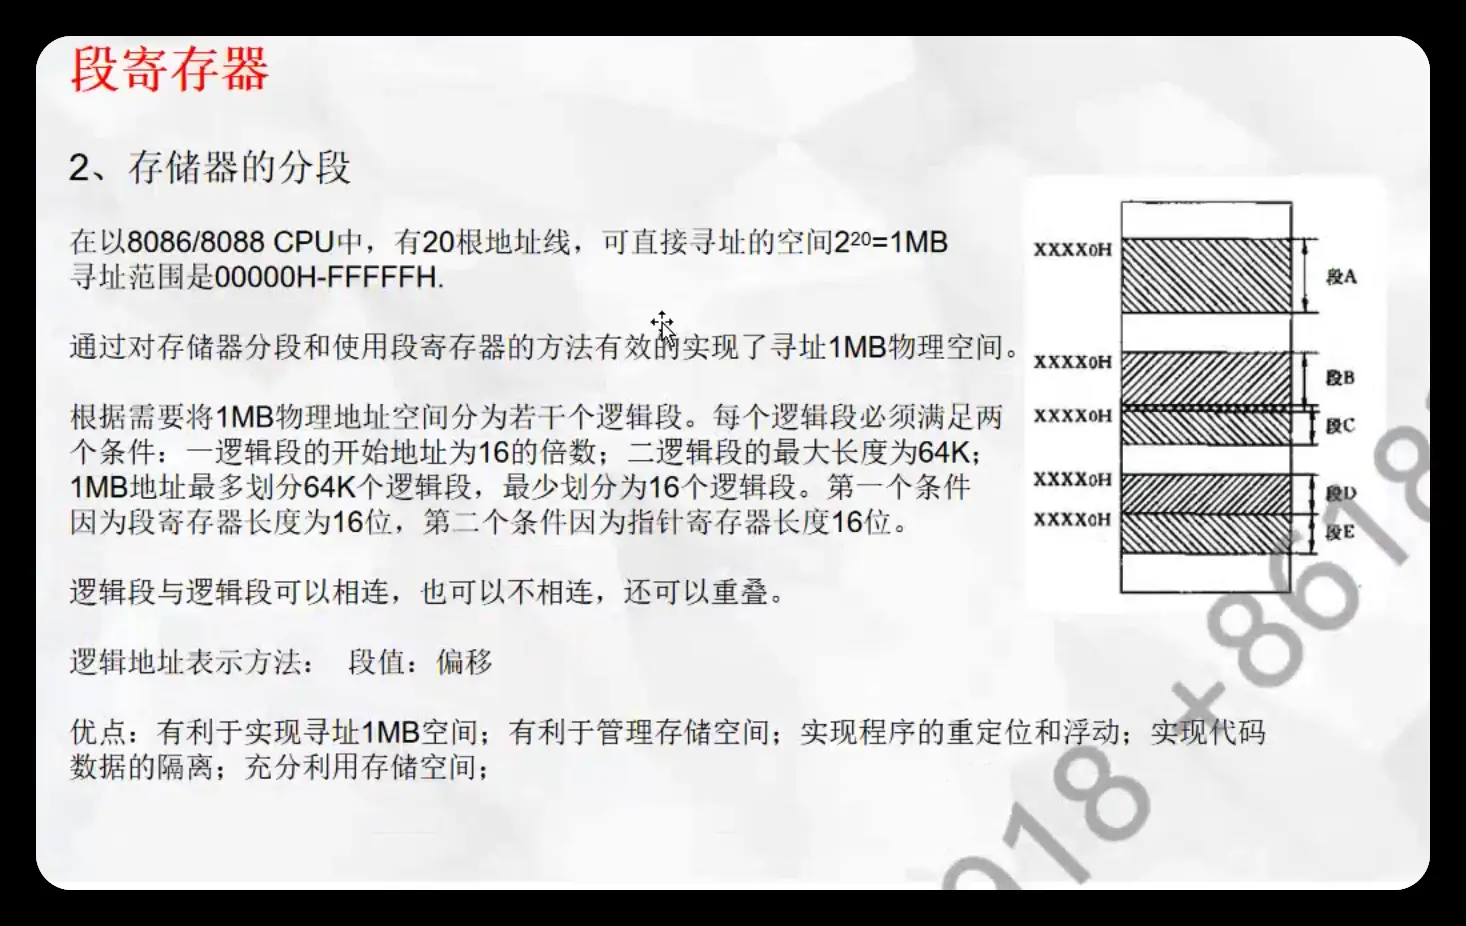 段寄存器
2、存储器的分段
在以8086/8088 CPU中，有20根地址线，可直接寻址的空间2²⁰=1MB
寻址范围是00000H-FFFFFH.
通过对存储器分段和使用段寄存器的方法有效的实现了寻址1MB物理空间。
根据需要将1MB物理地址空间分为若干个逻辑段。每个逻辑段必须满足两
个条件：一逻辑段的开始地址为16的倍数；二逻辑段的最大长度为64K；
1MB地址最多划分64K个逻辑段，最少划分为16个逻辑段。第一个条件
因为段寄存器长度为16位，第二个条件因为指针寄存器长度16位。
逻辑段与逻辑段可以相连，也可以不相连，还可以重叠。
逻辑地址表示方法： 段值：偏移
优点：有利于实现寻址1MB空间；有利于管理存储空间；实现程序的重定位和浮动；实现代码
数据的隔离；充分利用存储空间；
XXXX0H
段A
XXXX0H
段B
XXXX0H
段C
XXXX0H
段D
XXXX0H
段E
918 +8618